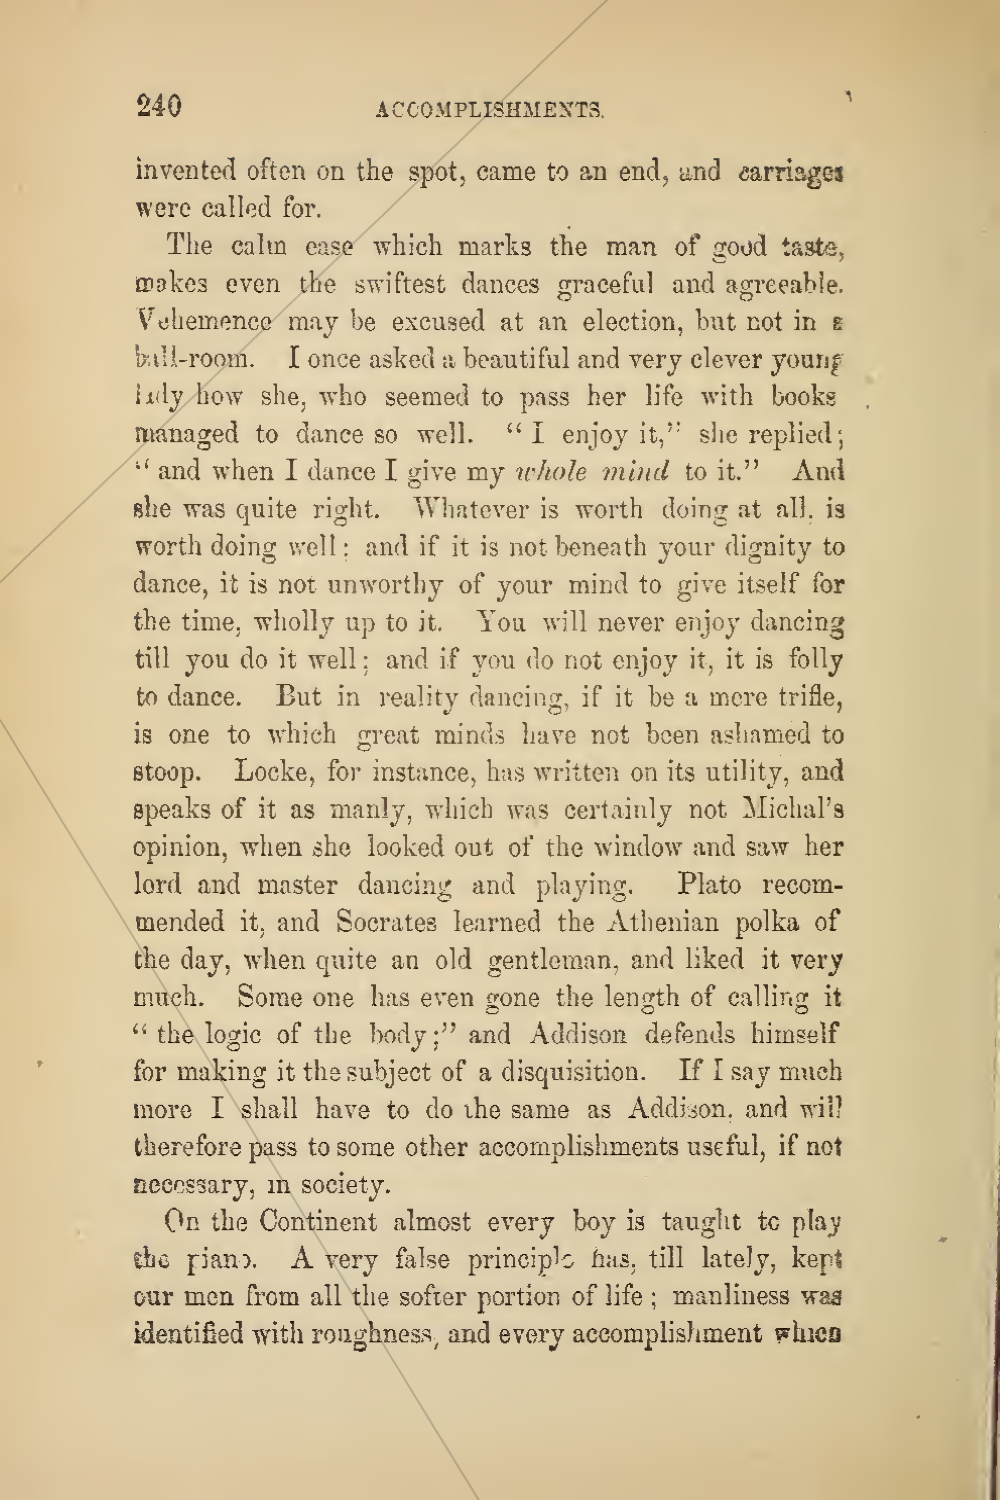 240 ACCOMPLISHMENTS.
invented often on the spot, came to an end, and carriages
were called for.
The calm ease which marks the man of good taste,
makes even the swiftest dances graceful and agreeable.
Vehemence may be excused at an election, but not in a
ball-room. I once asked a beautiful and very clever young
lady how she, who seemed to pass her life with books
managed to dance so well. “ I enjoy it,” she replied;
“ and when I dance I give my whole mind to it.” And
she was quite right. Whatever is worth doing at all, is
worth doing well: and if it is not beneath your dignity to
dance, it is not unworthy of your mind to give itself for
the time, wholly up to it. You will never enjoy dancing
till you do it well; and if you do not enjoy it, it is folly
to dance. But in reality dancing, if it be a mere trifle,
is one to which great minds have not been ashamed to
stoop. Locke, for instance, has written on its utility, and
speaks of it as manly, which was certainly not Michal’s
opinion, when she looked out of the window and saw her
lord and master dancing and playing. Plato recom-
mended it, and Socrates learned the Athenian polka of
the day, when quite an old gentleman, and liked it very
much. Some one has even gone the length of calling it
“ the logic of the body;” and Addison defends himself
for making it the subject of a disquisition. If I say much
more I shall have to do the same as Addison, and will
therefore pass to some other accomplishments useful, if not
necessary, in society.
On the Continent almost every boy is taught to play
the piano. A very false principle has, till lately, kept
our men from all the softer portion of life; manliness was
identified with roughness, and every accomplishment which